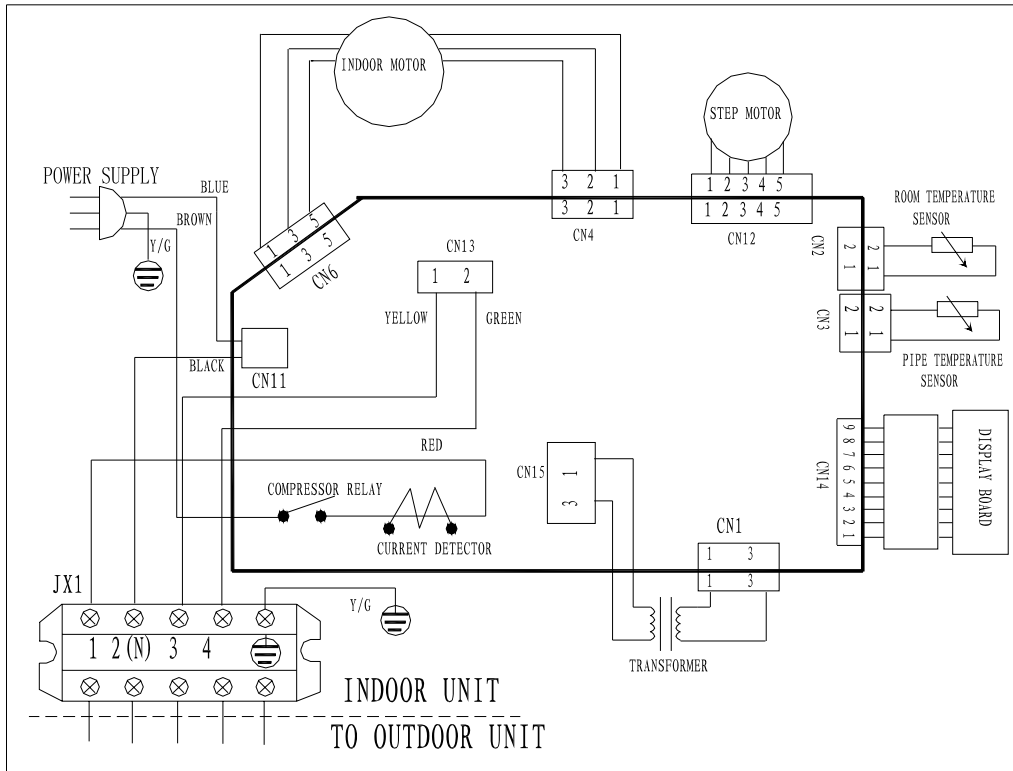 INDOOR MOTOR
STEP MOTOR
POWER SUPPLY
BLUE
BROWN
Y/G
3 2 1
3 2 1
CN4
1 2 3 4 5
1 2 3 4 5
CN12
ROOM TEMPERATURE
SENSOR
1 3 5
1 3 5
CN6
CN13
1 2
YELLOW
GREEN
CN2
2 1
2 1
CN3
2 1
2 1
PIPE TEMPERATURE
SENSOR
BLACK
CN11
RED
COMPRESSOR RELAY
CURRENT DETECTOR
CN15
1
3
CN14
9 8 7 6 5 4 3 2 1
DISPLAY BOARD
CN1
1 3
1 3
TRANSFORMER
JX1
Y/G
1 2(N) 3 4
INDOOR UNIT
TO OUTDOOR UNIT